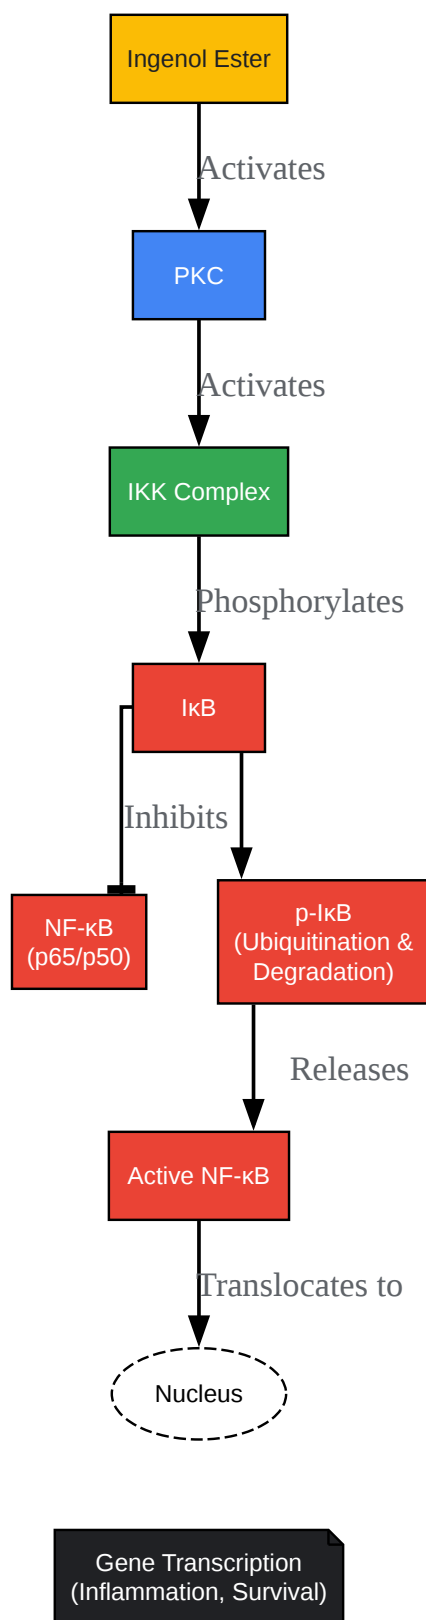 Ingenol Ester
Activates
PKC
Activates
IKK Complex
Phosphorylates
IκB
Inhibits
NF-κB
(p65/p50)
p-IκB
(Ubiquitination &
Degradation)
Releases
Active NF-κB
Translocates to
Nucleus
Gene Transcription
(Inflammation, Survival)